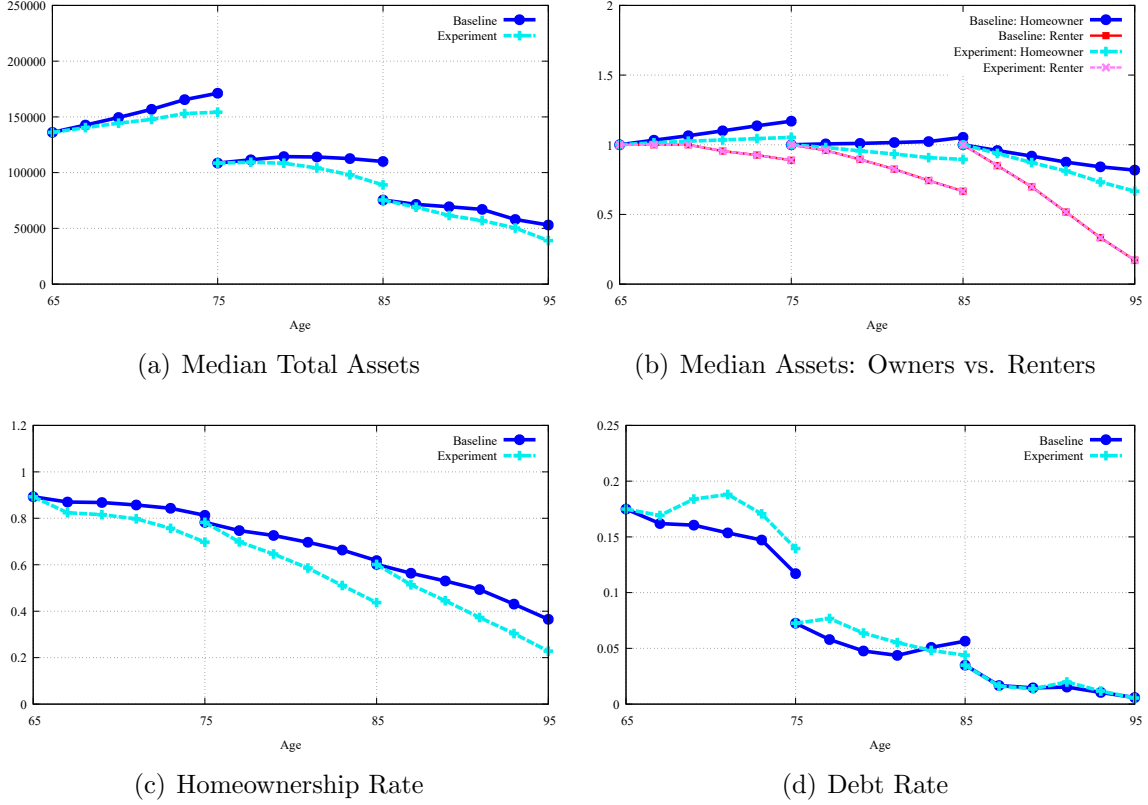 250000
200000
150000
100000
50000
0
65
75
85
95
Age
Baseline
Experiment
(a) Median Total Assets
2
1.5
1
0.5
0
65
75
85
95
Age
Baseline: Homeowner
Baseline: Renter
Experiment: Homeowner
Experiment: Renter
(b) Median Assets: Owners vs. Renters
1.2
1
0.8
0.6
0.4
0.2
0
65
75
85
95
Age
Baseline
Experiment
(c) Homeownership Rate
0.25
0.2
0.15
0.1
0.05
0
65
75
85
95
Age
Baseline
Experiment
(d) Debt Rate